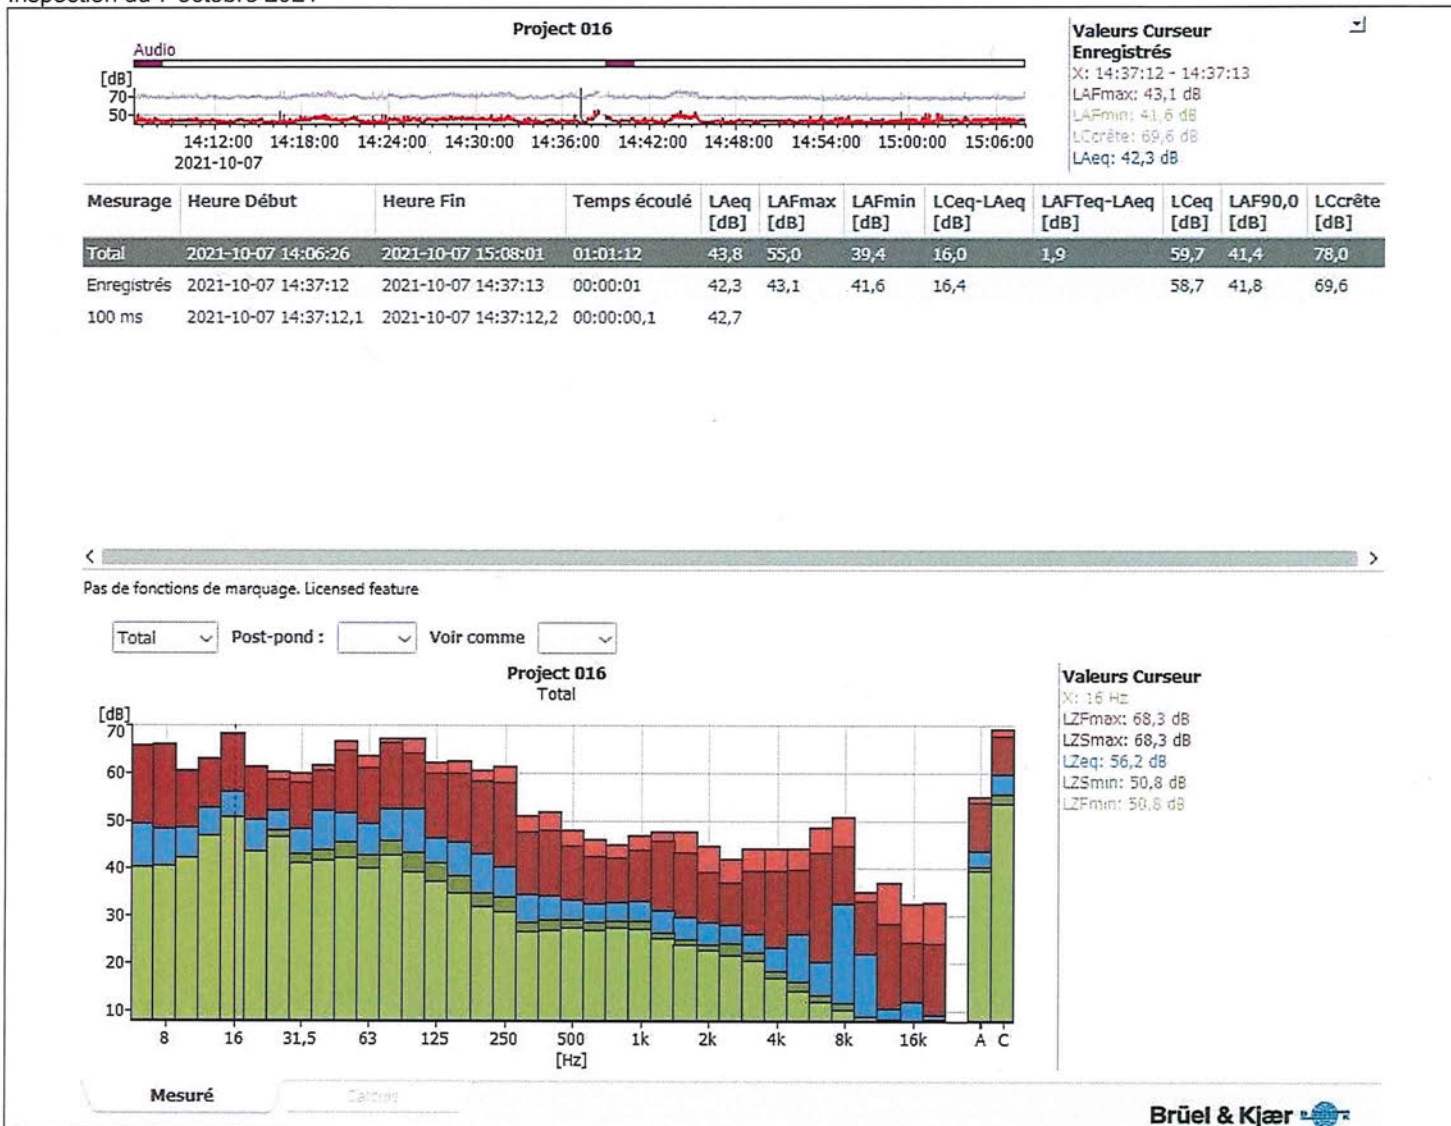 Inspection du 7 octobre 2021
Project 016
Audio
[dB]
70
50
14:12:00 14:18:00 14:24:00 14:30:00 14:36:00 14:42:00 14:48:00 14:54:00 15:00:00 15:06:00
2021-10-07
Valeurs Curseur
Enregistrés
X: 14:37:12 - 14:37:13
LAFmax: 43,1 dB
LAFmin: 41,6 dB
LCcrête: 69,6 dB
LAeq: 42,3 dB
Mesurage Heure Début Heure Fin Temps écoulé LAeq [dB] LAFmax [dB] LAFmin [dB] LCeq-LAeq [dB] LAFTeq-LAeq [dB] LCeq [dB] LAF90,0 [dB] LCcrête [dB]
Total 2021-10-07 14:06:26 2021-10-07 15:08:01 01:01:12 43,8 55,0 39,4 16,0 1,9 59,7 41,4 78,0
Enregistrés 2021-10-07 14:37:12 2021-10-07 14:37:13 00:00:01 42,3 43,1 41,6 16,4 58,7 41,8 69,6
100 ms 2021-10-07 14:37:12,1 2021-10-07 14:37:12,2 00:00:00,1 42,7
Pas de fonctions de marquage. Licensed feature
Total Post-pond : Voir comme
Project 016
Total
[dB]
70
60
50
40
30
20
10
8 16 31,5 63 125 250 500 1k 2k 4k 8k 16k A C
[Hz]
Valeurs Curseur
X: 16 Hz
LZFmax: 68,3 dB
LZSmax: 68,3 dB
LZeq: 56,2 dB
LZSmin: 50,8 dB
LZFmin: 50,8 dB
Mesuré Calculs
Brüel & Kjær